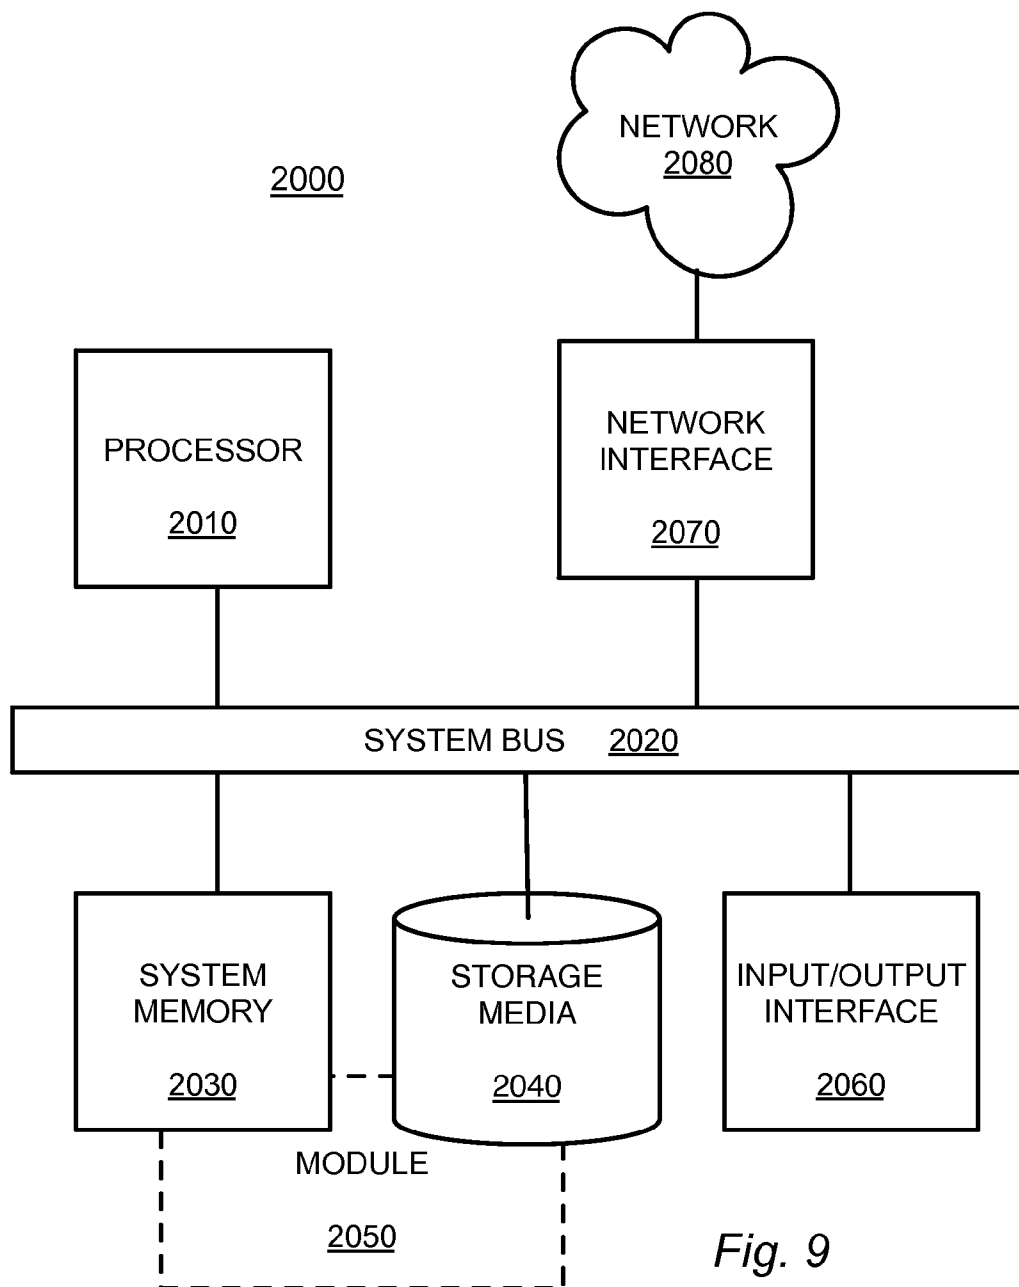 NETWORK
2080
2000
PROCESSOR
2010
NETWORK
INTERFACE
2070
SYSTEM BUS 2020
SYSTEM
MEMORY
2030
STORAGE
MEDIA
2040
INPUT/OUTPUT
INTERFACE
2060
MODULE
2050
Fig. 9